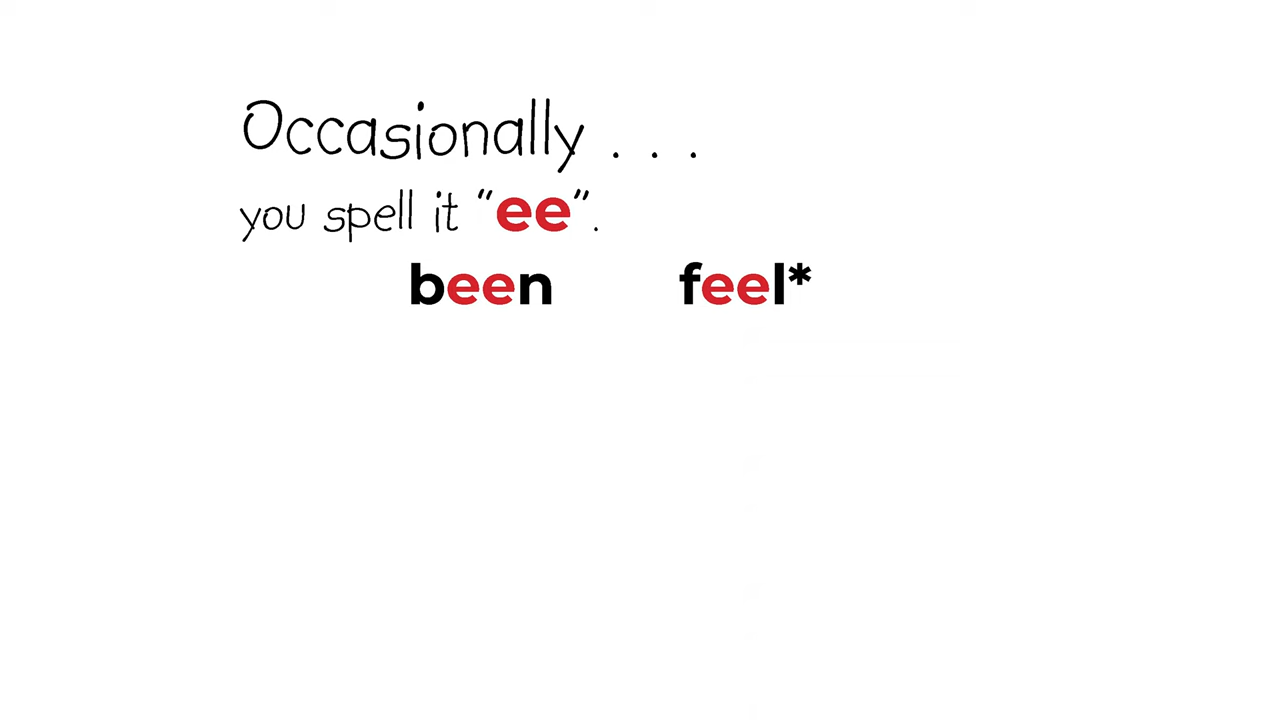 Occasionally . . .
you spell it “ee”.
been feel*